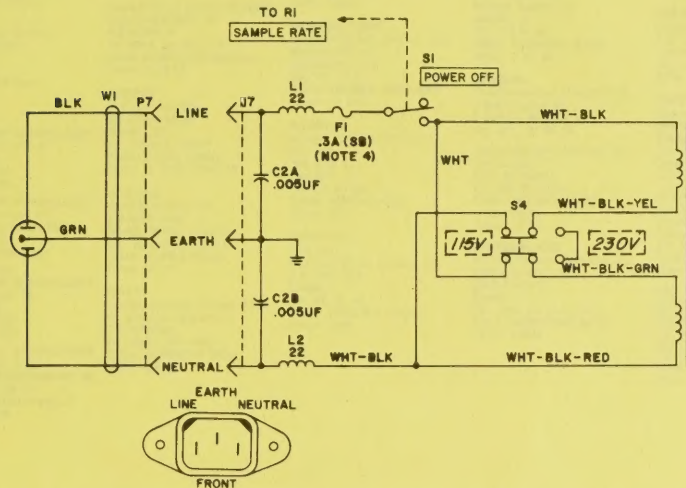 TO R1
SAMPLE RATE
S1
POWER OFF
BLK
W1
P7
LINE
J7
L1
22
F1
.3A (SB)
(NOTE 4)
WHT-BLK
WHT
C2A
.005UF
S4
WHT-BLK-YEL
GRN
EARTH
115V
230V
WHT-BLK-GRN
C2B
.005UF
L2
22
NEUTRAL
WHT-BLK
WHT-BLK-RED
EARTH
LINE
NEUTRAL
FRONT